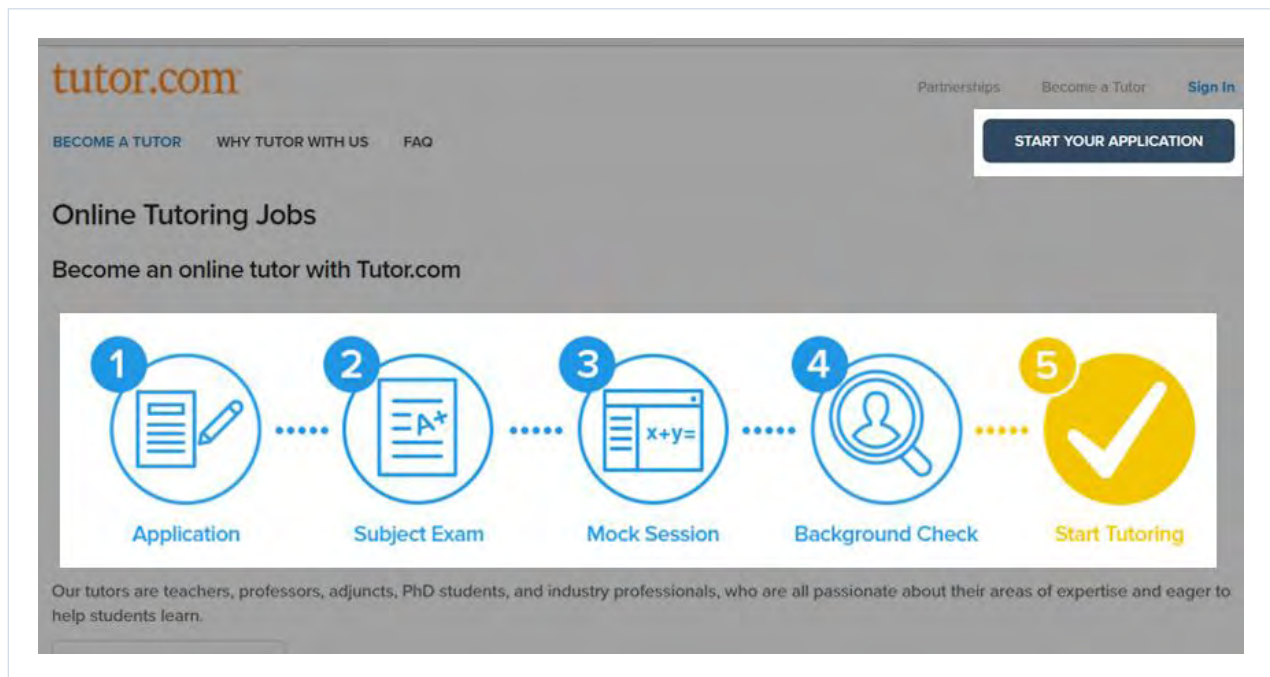 tutor.com
Partnerships Become a Tutor Sign In
BECOME A TUTOR WHY TUTOR WITH US FAQ
START YOUR APPLICATION
Online Tutoring Jobs
Become an online tutor with Tutor.com
1 2 3 4 5
A+ x+y=
Application Subject Exam Mock Session Background Check Start Tutoring
Our tutors are teachers, professors, adjuncts, PhD students, and industry professionals, who are all passionate about their areas of expertise and eager to
help students learn.